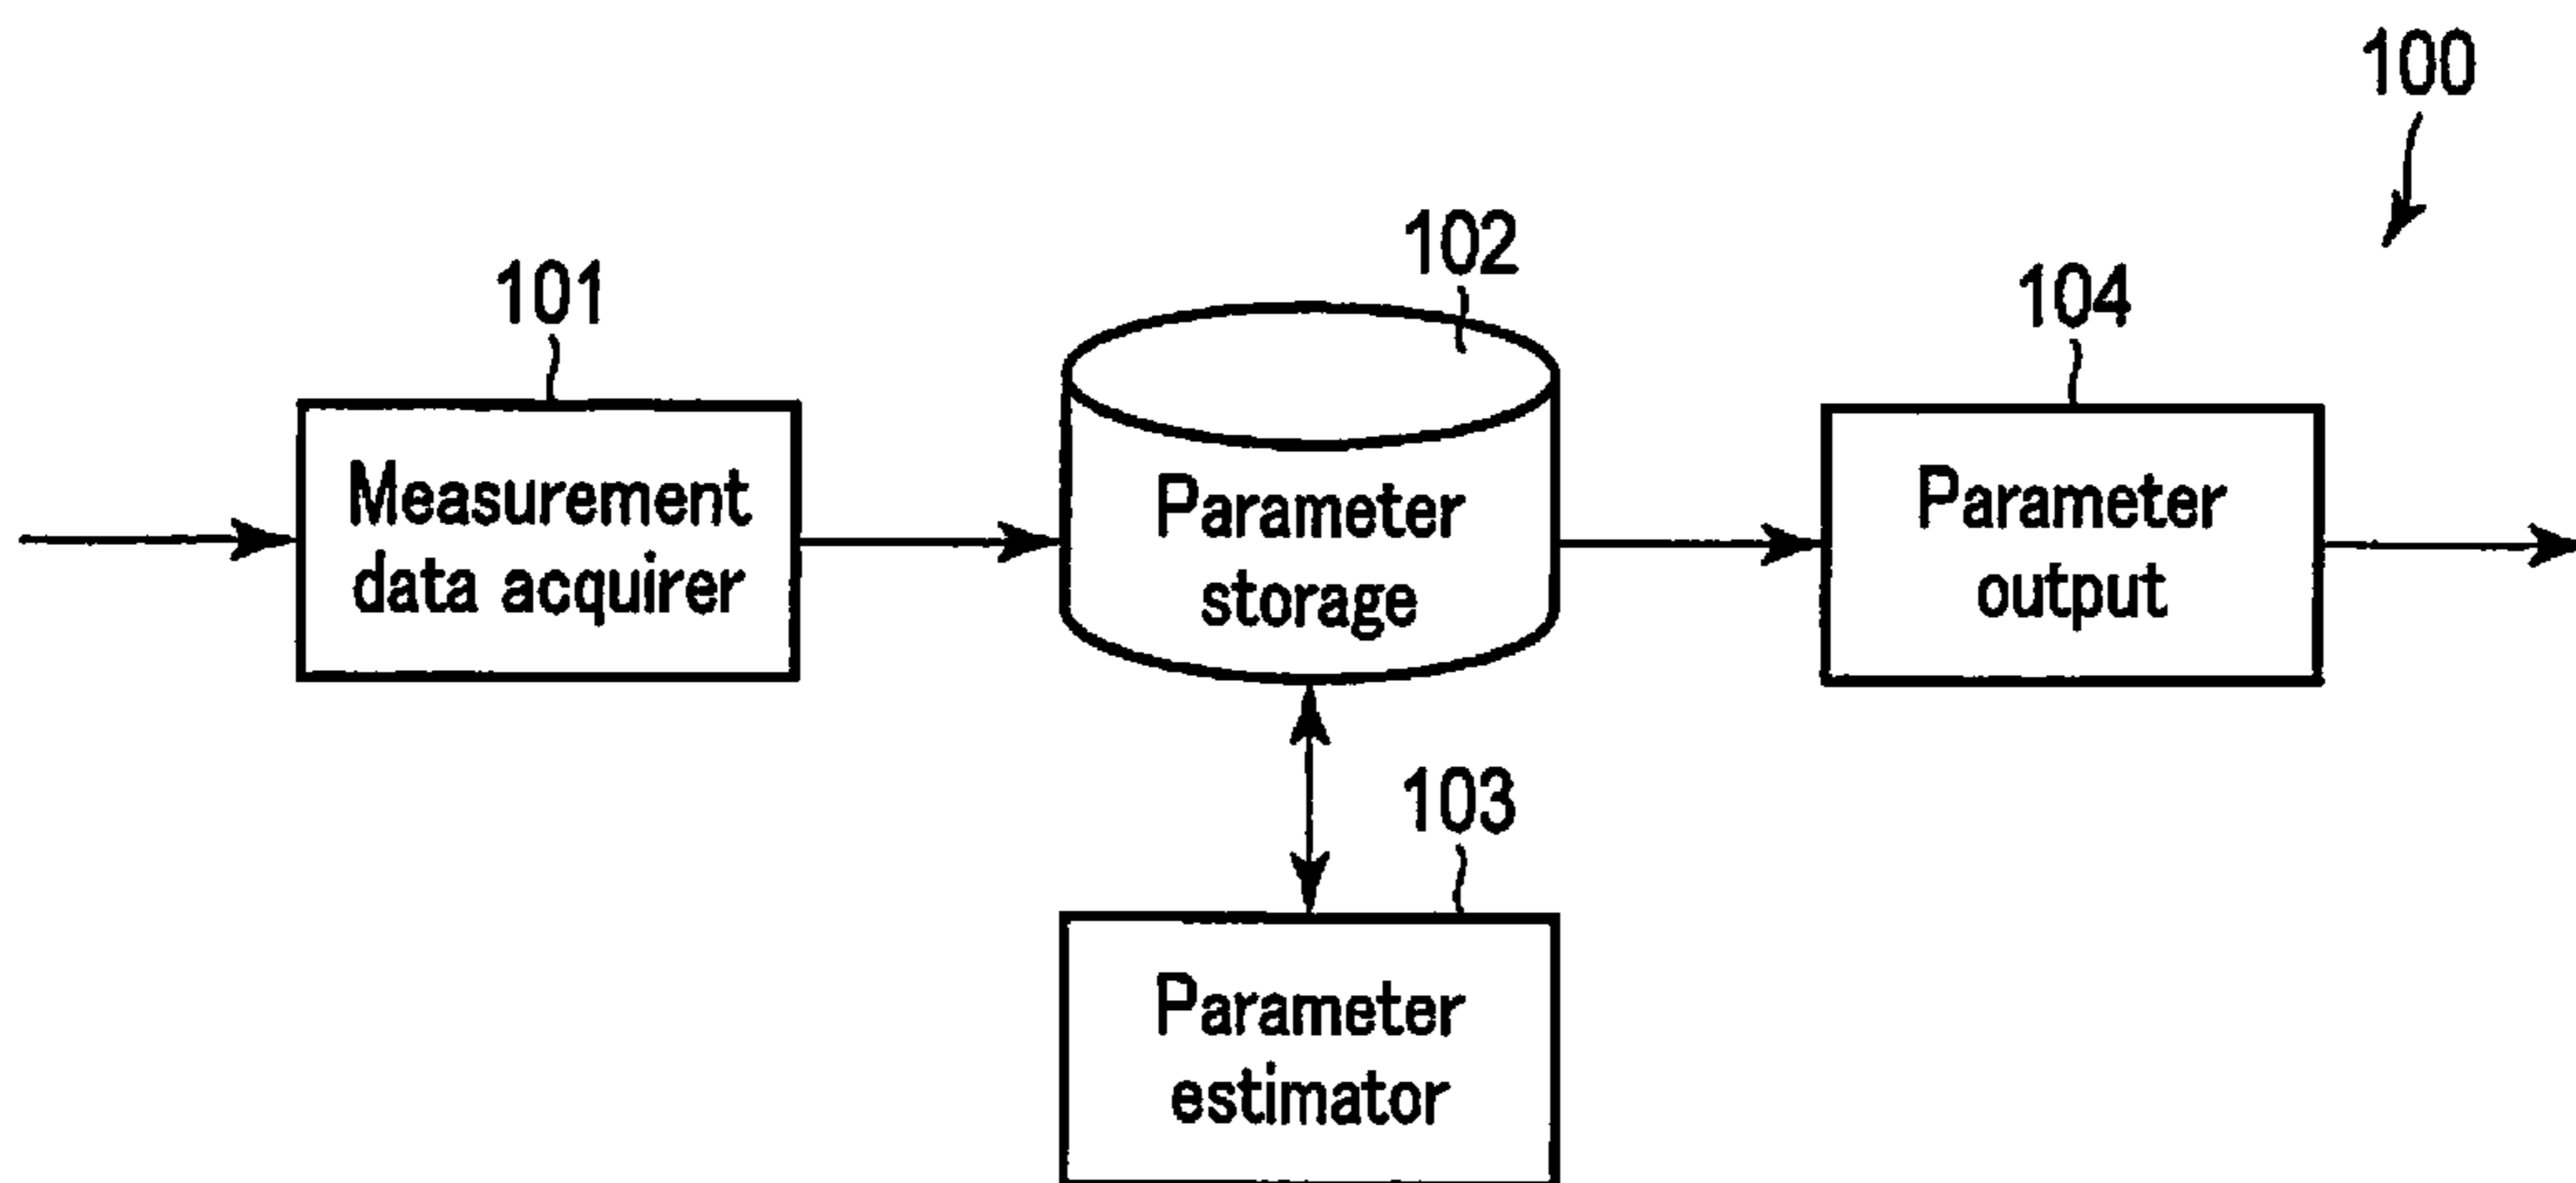 100
101
102
104
Measurement
data acquirer
Parameter
storage
Parameter
output
103
Parameter
estimator